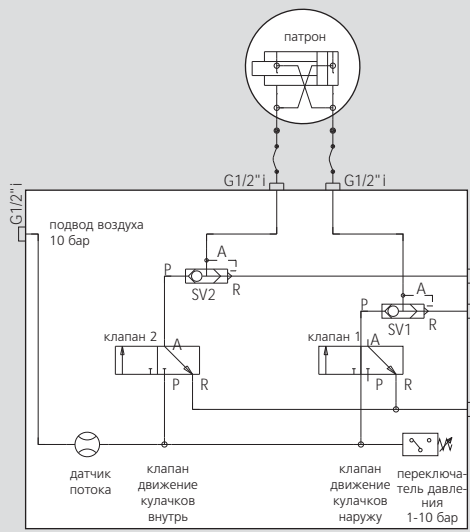 патрон
G1/2"i
G1/2"i
G1/2"i
подвод воздуха
10 бар
A
P
SV2
R
A
P
SV1
R
клапан 2
A
P
R
клапан 1
A
P
R
датчик
потока
клапан
движение
кулачков
внутрь
клапан
движение
кулачков
наружу
переключа-
тель давле-
ния
1-10 бар